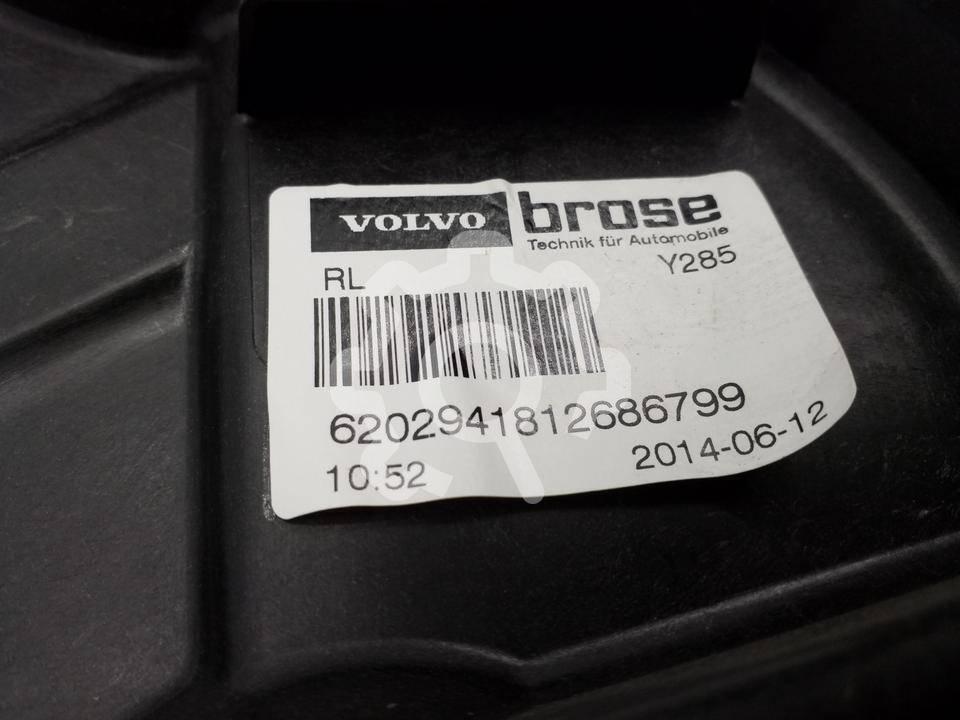 VOLVO brose
Technik für Automobile
RL Y285
6202941812686799
10:52 2014-06-12